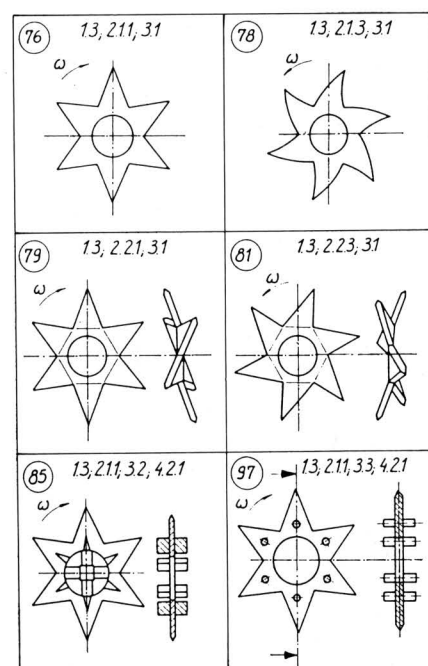 76 1.3; 2.1.1; 3.1
ω
78 1.3; 2.1.3; 3.1
ω
79 1.3; 2.2.1; 3.1
ω
81 1.3; 2.2.3; 3.1
ω
85 1.3; 2.1.1; 3.2; 4.2.1
ω
97 1.3; 2.1.1; 3.3; 4.2.1
ω